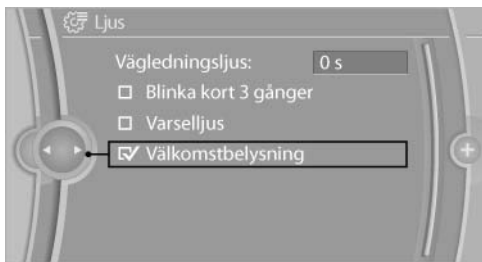 Ljus
Vägledningsljus: 0 s
Blinka kort 3 gånger
Varselljus
Välkomstbelysning